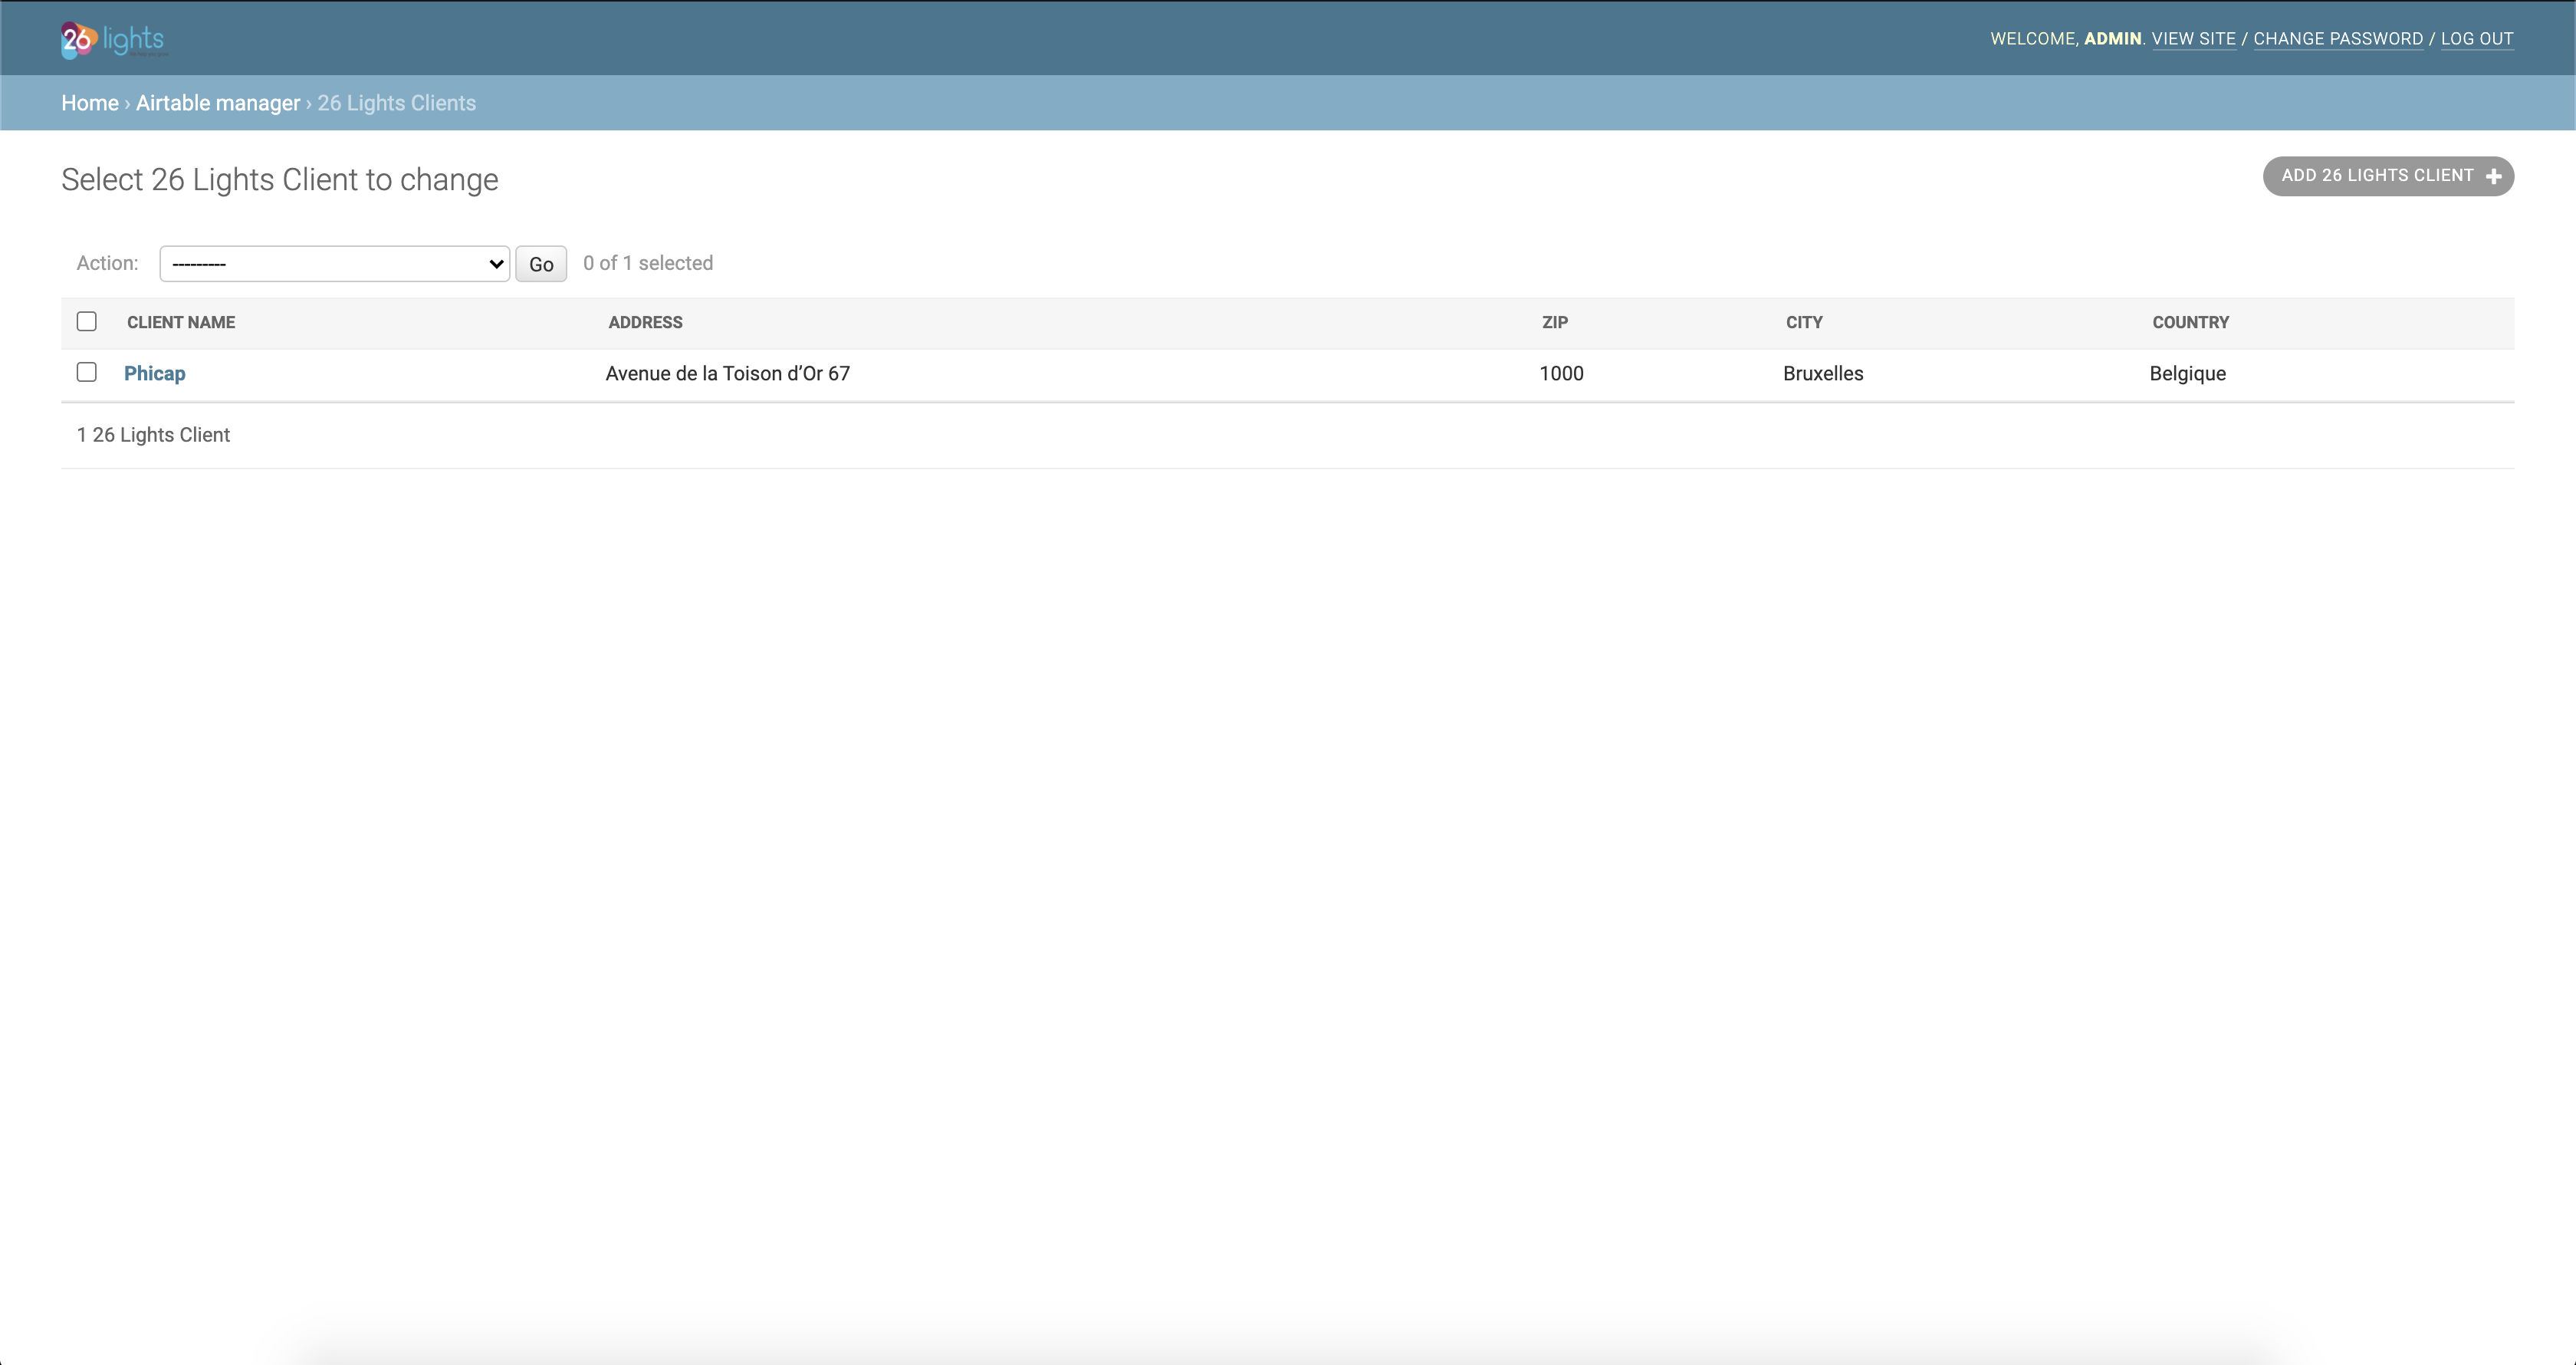 26 lights
WELCOME, ADMIN. VIEW SITE / CHANGE PASSWORD / LOG OUT
Home › Airtable manager › 26 Lights Clients
Select 26 Lights Client to change
ADD 26 LIGHTS CLIENT +
Action: --------- Go 0 of 1 selected
CLIENT NAME ADDRESS ZIP CITY COUNTRY
Phicap Avenue de la Toison d’Or 67 1000 Bruxelles Belgique
1 26 Lights Client